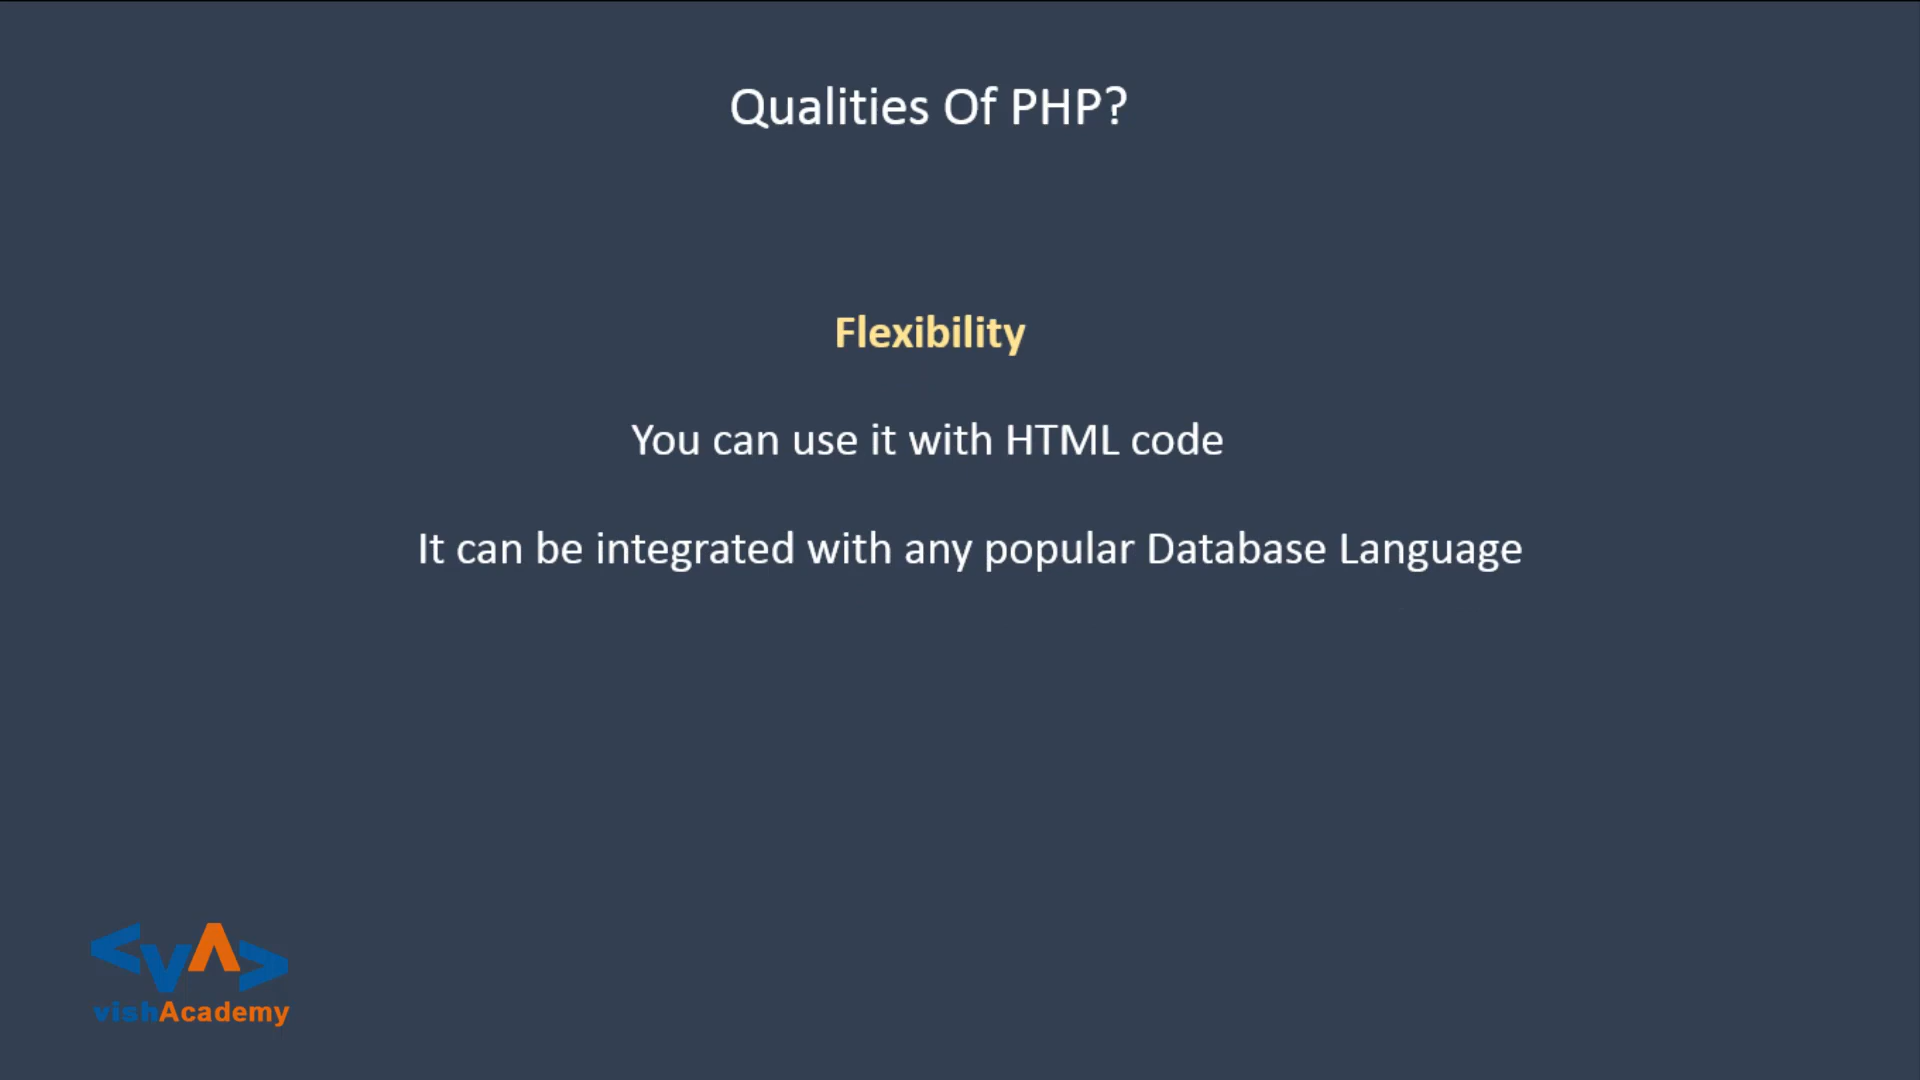 Qualities Of PHP?
Flexibility
You can use it with HTML code
It can be integrated with any popular Database Language
<vA>
vishAcademy